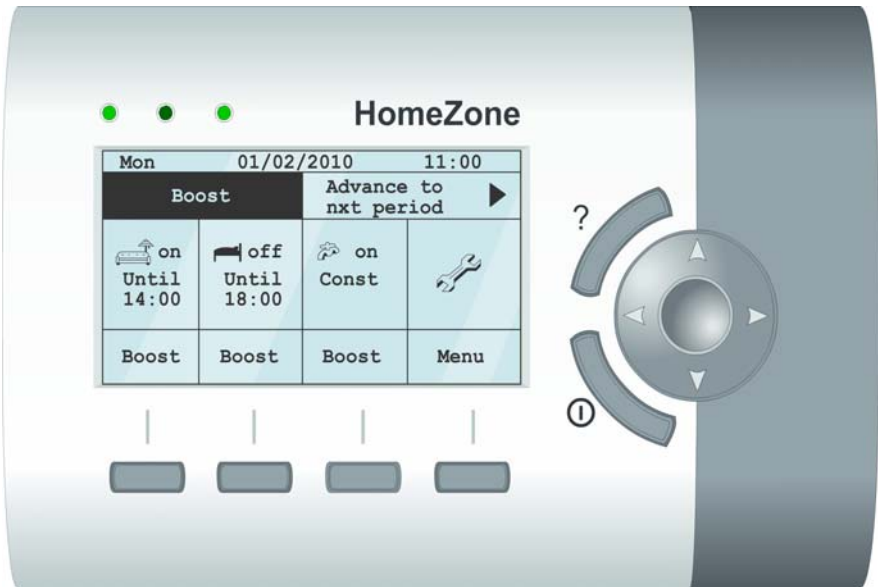 HomeZone
Mon 01/02/2010 11:00
Boost
Advance to
nxt period
on
Until
14:00
off
Until
18:00
on
Const
Boost Boost Boost Menu
?